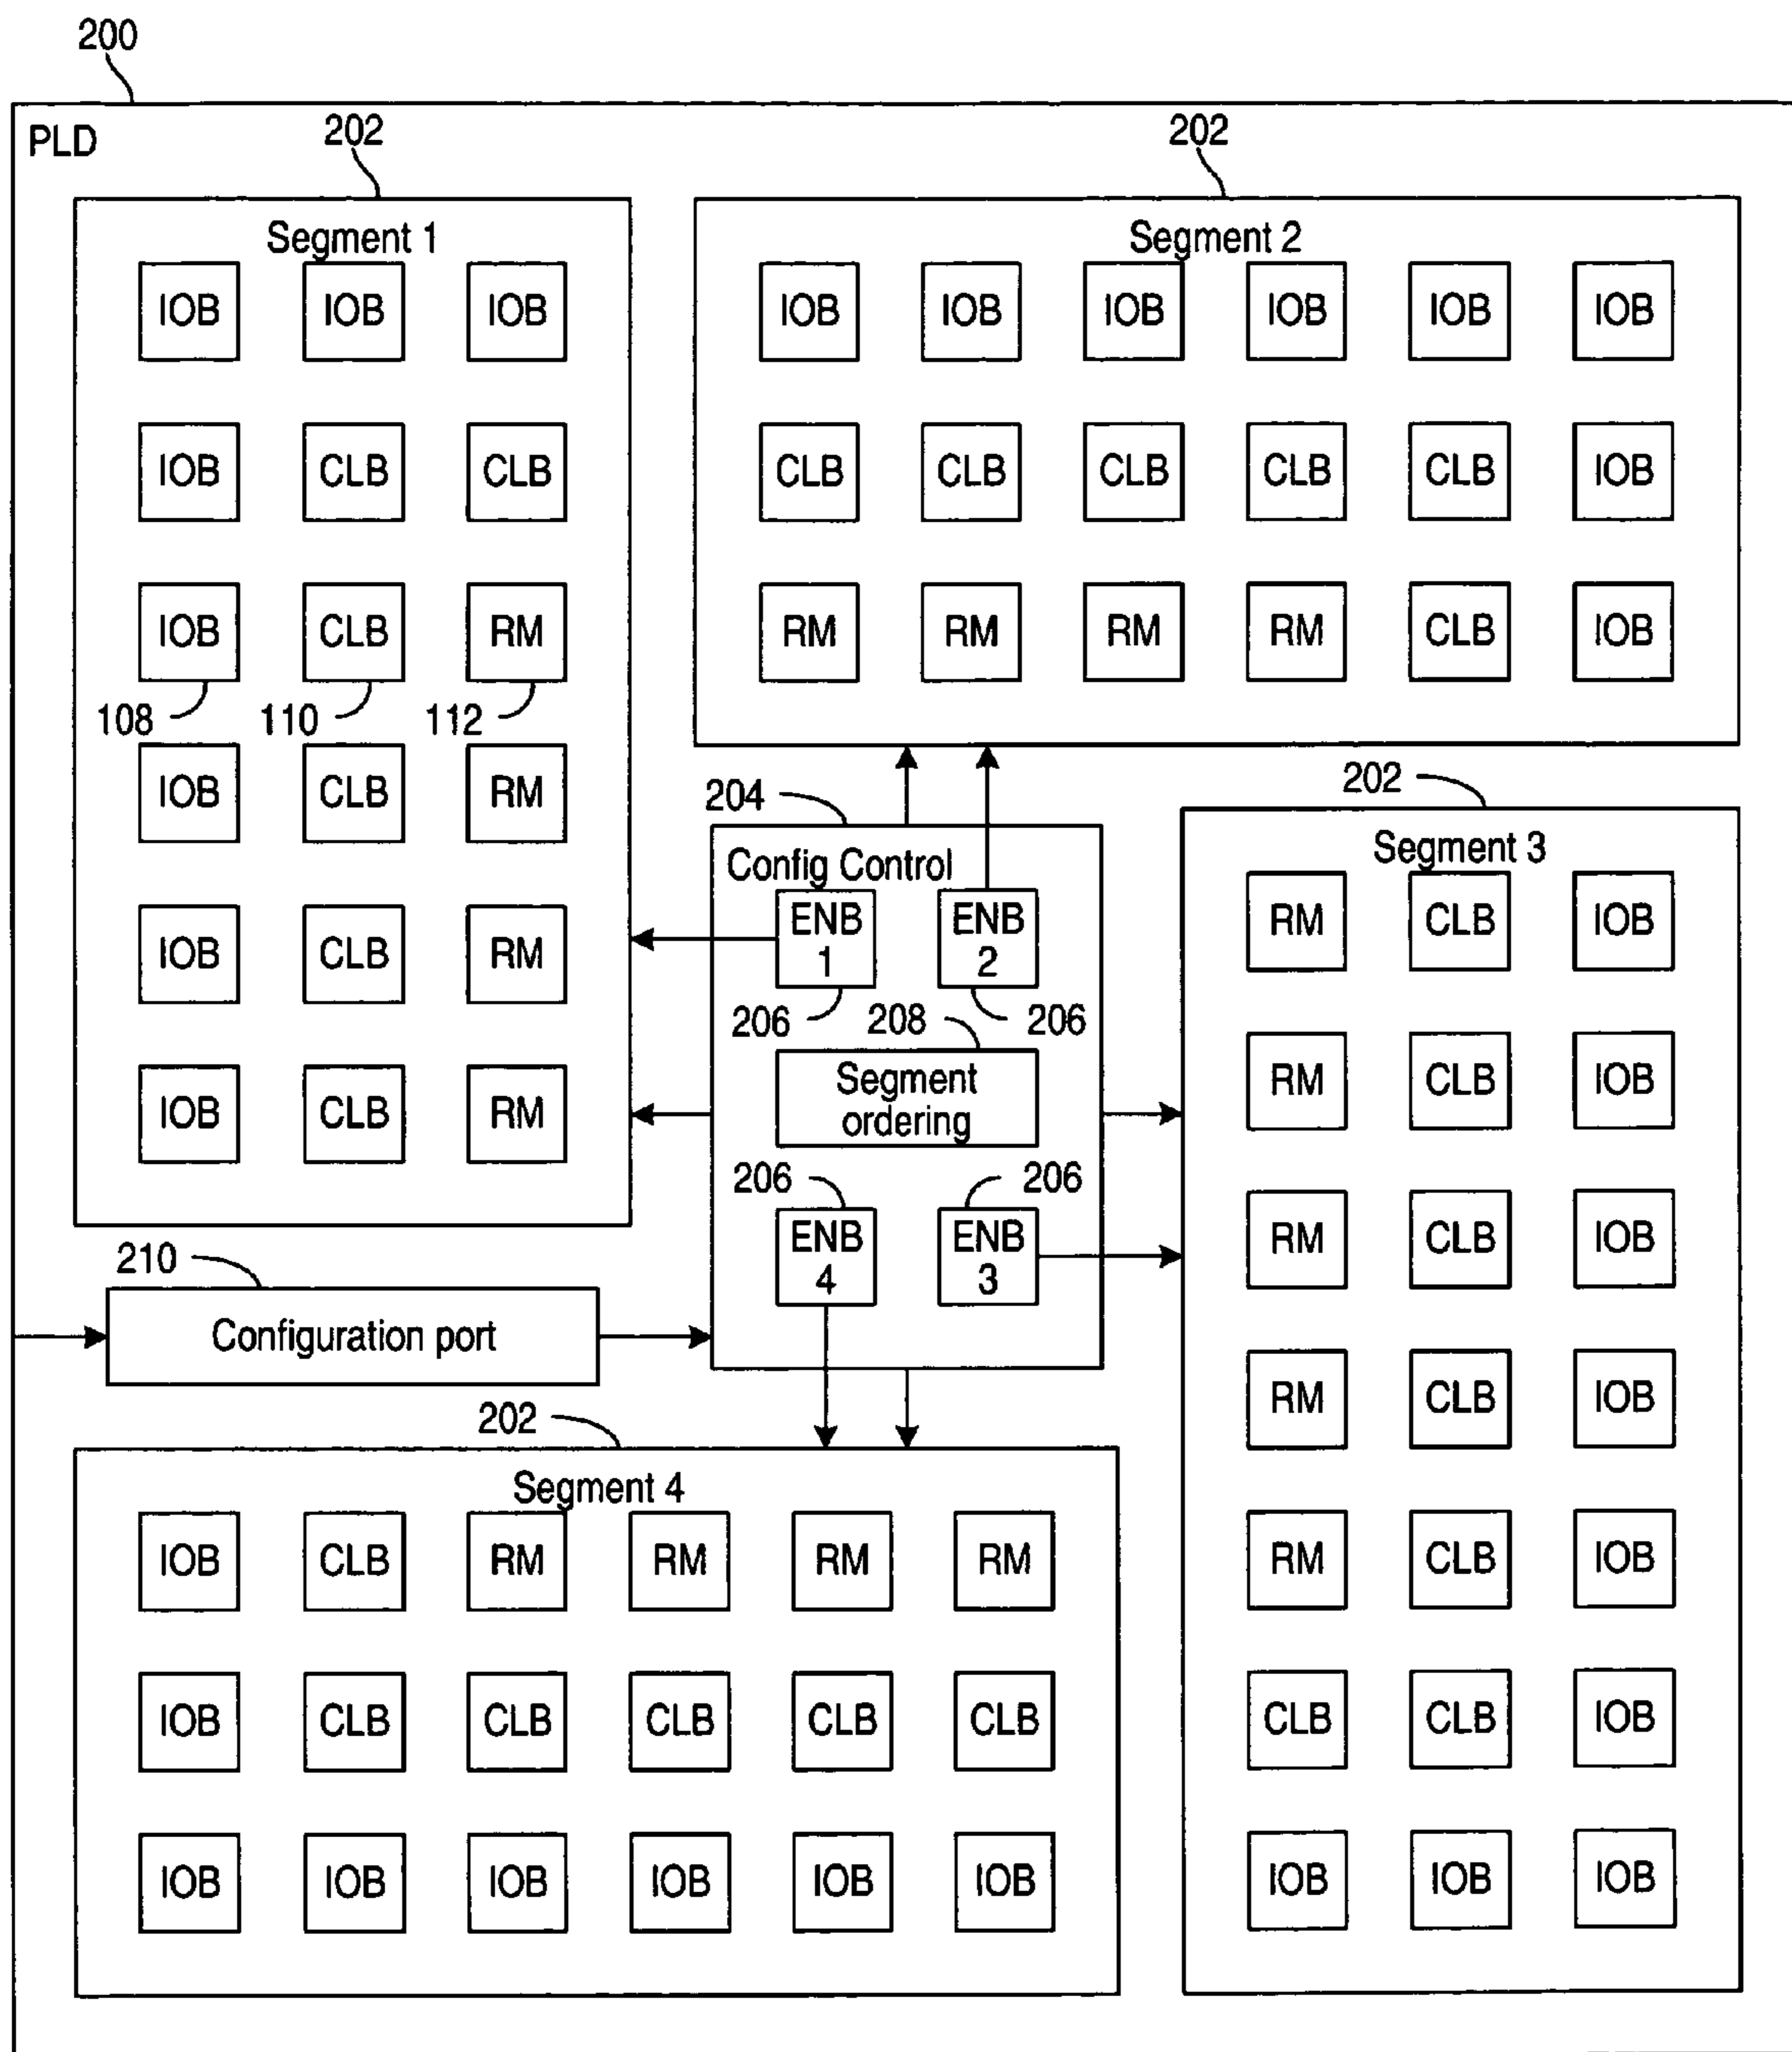 200
PLD
202
Segment 1
IOB IOB IOB
IOB CLB CLB
IOB CLB RM
108 110 112
IOB CLB RM
IOB CLB RM
IOB CLB RM
202
Segment 2
IOB IOB IOB IOB IOB IOB
CLB CLB CLB CLB CLB IOB
RM RM RM RM CLB IOB
204
Config Control
ENB
1
ENB
2
206 208 206
Segment
ordering
206 206
ENB
4
ENB
3
202
Segment 3
RM CLB IOB
RM CLB IOB
RM CLB IOB
RM CLB IOB
RM CLB IOB
CLB CLB IOB
IOB IOB IOB
210
Configuration port
202
Segment 4
IOB CLB RM RM RM RM
IOB CLB CLB CLB CLB CLB
IOB IOB IOB IOB IOB IOB